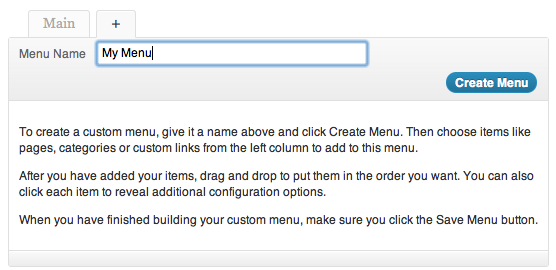 Main +
Menu Name My Menu
Create Menu
To create a custom menu, give it a name above and click Create Menu. Then choose items like
pages, categories or custom links from the left column to add to this menu.
After you have added your items, drag and drop to put them in the order you want. You can also
click each item to reveal additional configuration options.
When you have finished building your custom menu, make sure you click the Save Menu button.